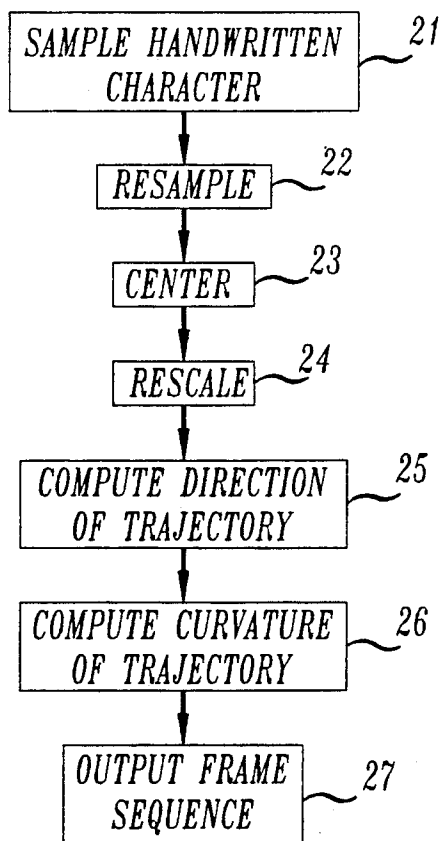 SAMPLE HANDWRITTEN
CHARACTER
21
RESAMPLE
22
CENTER
23
RESCALE
24
COMPUTE DIRECTION
OF TRAJECTORY
25
COMPUTE CURVATURE
OF TRAJECTORY
26
OUTPUT FRAME
SEQUENCE
27